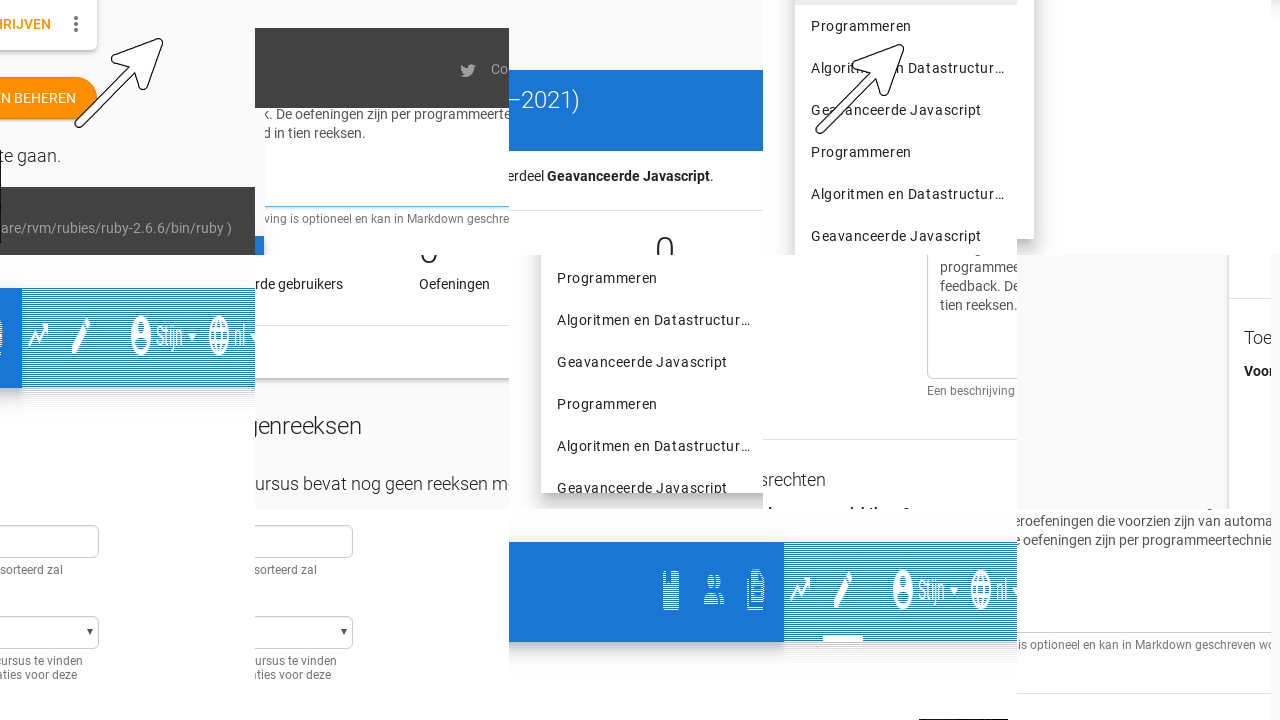 HRIJVEN
EN BEHEREN
te gaan.
are/rvm/rubies/ruby-2.6.6/bin/ruby )
Co
k. De oefeningen zijn per programmeerte
d in tien reeksen.
ving is optioneel en kan in Markdown geschre
–2021)
erdeel Geavanceerde Javascript.
0
Programmeren
Algoritmen en Datastructur…
Geavanceerde Javascript
Programmeren
Algoritmen en Datastructur…
Geavanceerde Javascript
Stijn
nl
rde gebruikers
Oefeningen
genreeksen
ursus bevat nog geen reeksen m
Programmeren
Algoritmen en Datastructur…
Geavanceerde Javascript
Programmeren
Algoritmen en Datastructur…
Geavanceerde Javascript
programmee
feedback. De
tien reeksen.
Een beschrijving
srechten
Toe
Voor
sorteerd zal
cursus te vinden
aties voor deze
sorteerd zal
cursus te vinden
aties voor deze
Stijn
nl
eroefeningen die voorzien zijn van automa
e oefeningen zijn per programmeertechnie
is optioneel en kan in Markdown geschreven wo